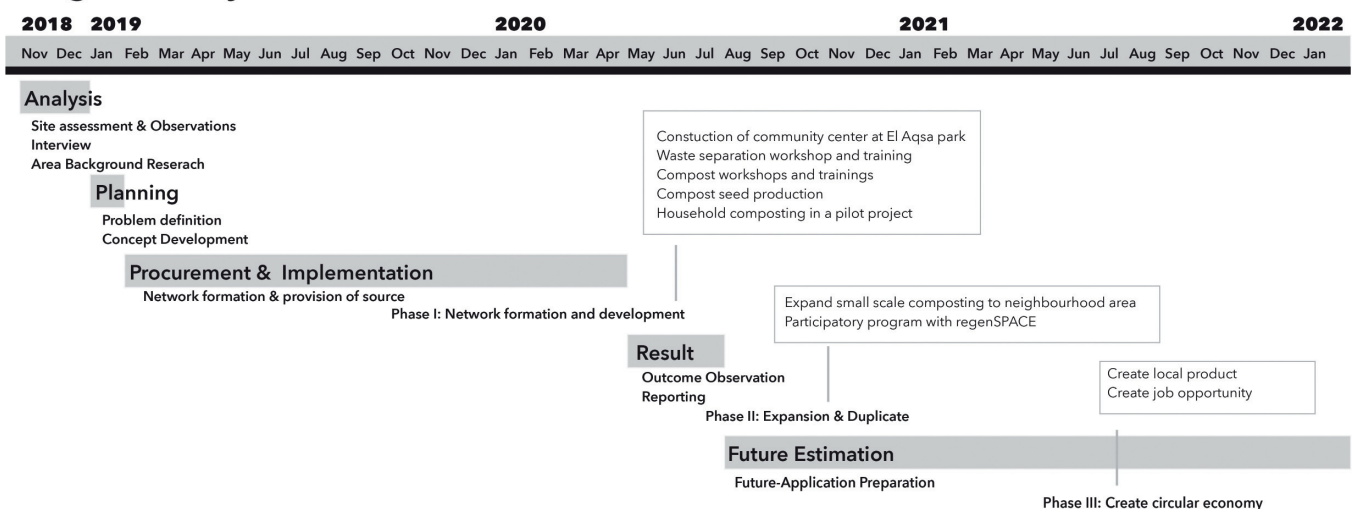 2018 2019 2020 2021 2022
Nov Dec Jan Feb Mar Apr May Jun Jul Aug Sep Oct Nov Dec Jan Feb Mar Apr May Jun Jul Aug Sep Oct Nov Dec Jan Feb Mar Apr May Jun Jul Aug Sep Oct Nov Dec Jan
Analysis
Site assessment & Observations
Interview
Area Background Reserach
Planning
Problem definition
Concept Development
Procurement & Implementation
Network formation & provision of source
Constuction of community center at El Aqsa park
Waste separation workshop and training
Compost workshops and trainings
Compost seed production
Household composting in a pilot project
Phase I: Network formation and development
Result
Outcome Observation
Reporting
Expand small scale composting to neighbourhood area
Participatory program with regenSPACE
Phase II: Expansion & Duplicate
Future Estimation
Future-Application Preparation
Create local product
Create job opportunity
Phase III: Create circular economy